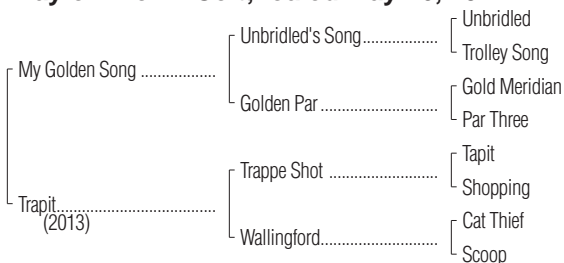 Unbridled
Unbridled's Song
Trolley Song
My Golden Song
Gold Meridian
Golden Par
Par Three
Tapit
Trappe Shot
Shopping
Trapit
(2013)
Cat Thief
Wallingford
Scoop